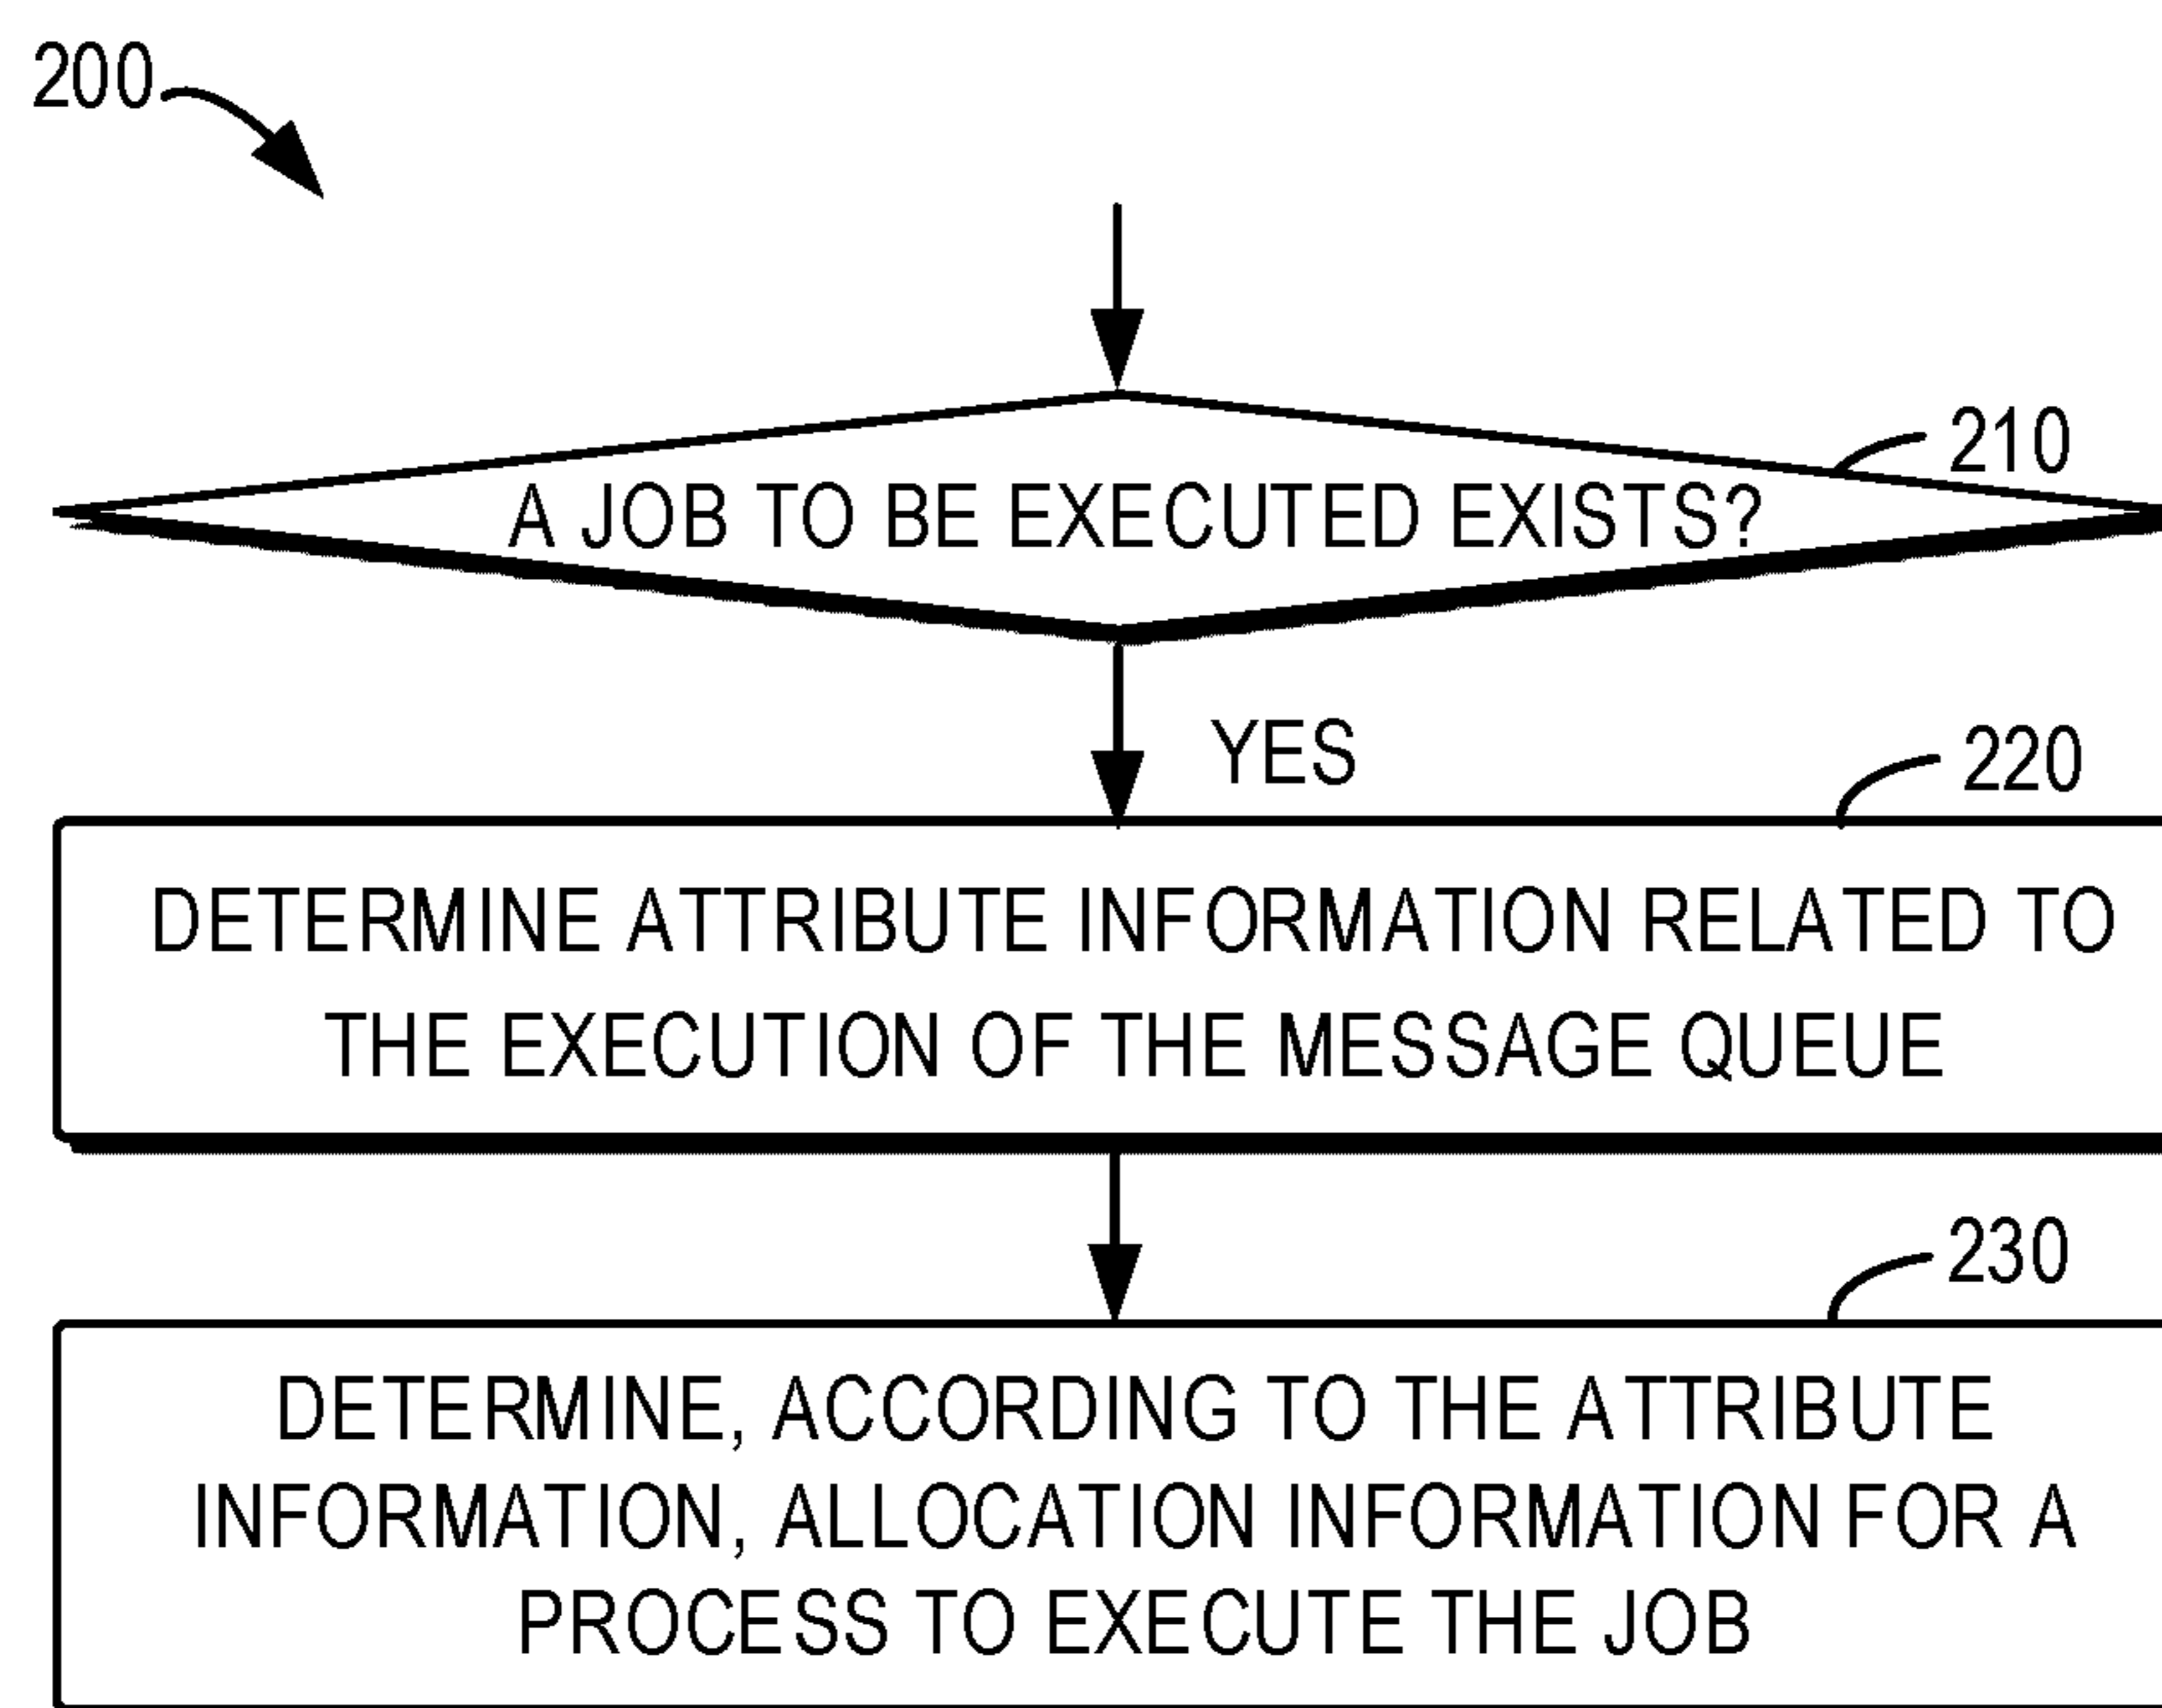 200
210
A JOB TO BE EXECUTED EXISTS?
YES
220
DETERMINE ATTRIBUTE INFORMATION RELATED TO
THE EXECUTION OF THE MESSAGE QUEUE
230
DETERMINE, ACCORDING TO THE ATTRIBUTE
INFORMATION, ALLOCATION INFORMATION FOR A
PROCESS TO EXECUTE THE JOB